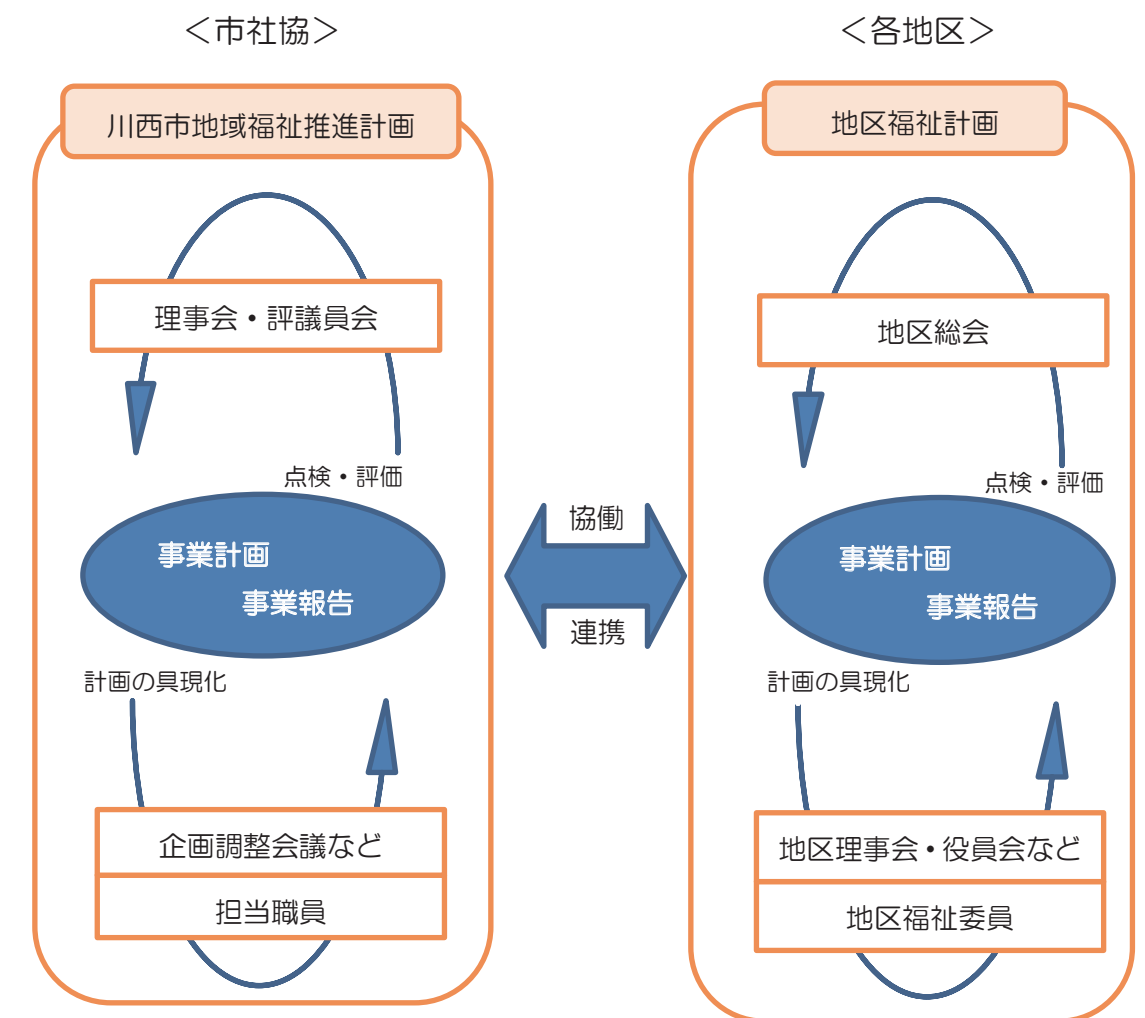 ＜市社協＞
川西市地域福祉推進計画
理事会・評議員会
点検・評価
事業計画
事業報告
計画の具現化
企画調整会議など
担当職員
協働
連携
＜各地区＞
地区福祉計画
地区総会
点検・評価
事業計画
事業報告
計画の具現化
地区理事会・役員会など
地区福祉委員